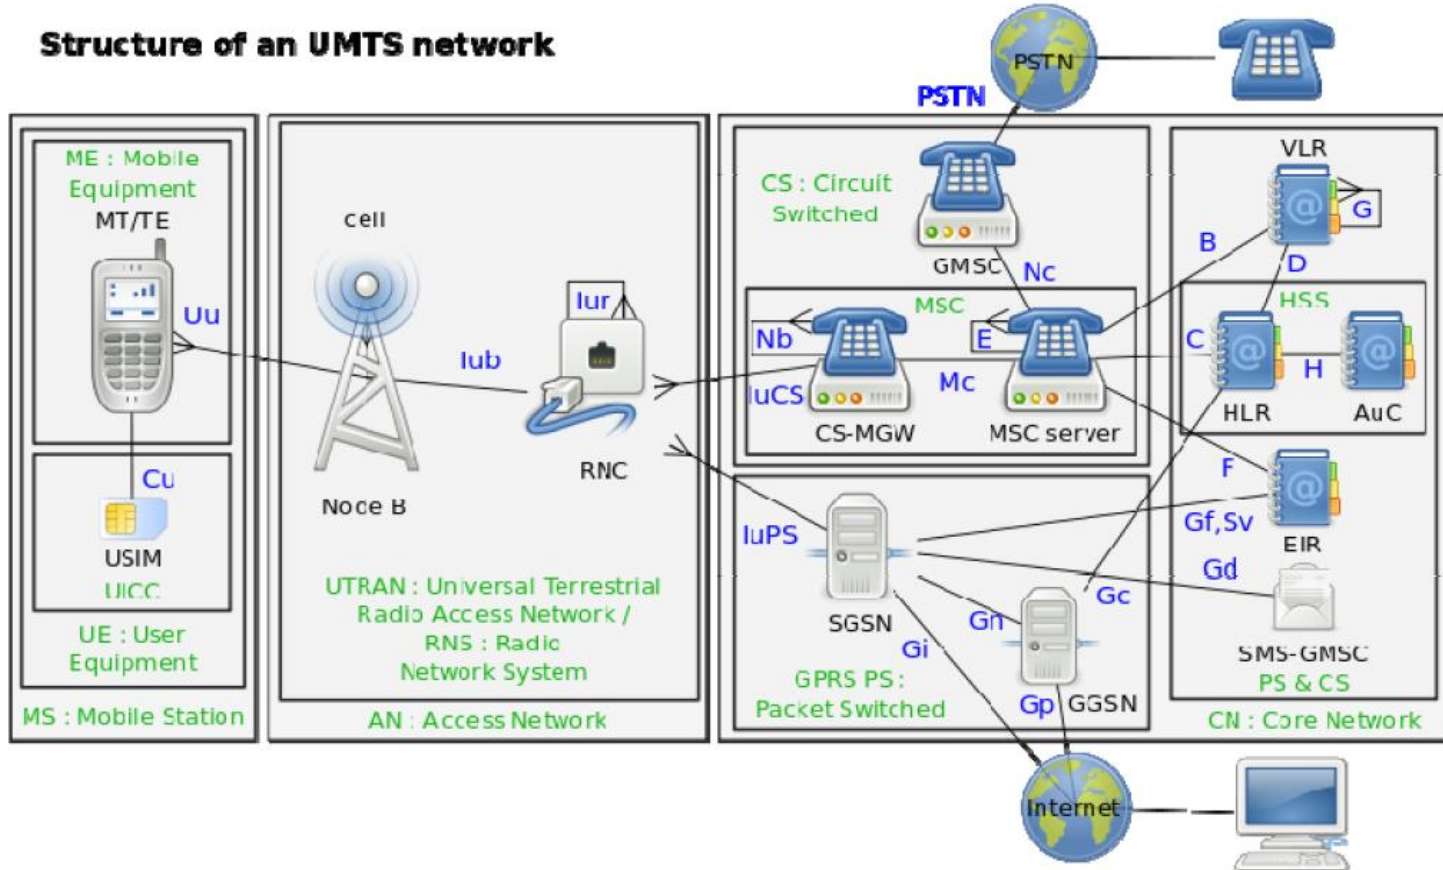 Structure of an UMTS network
PSTN
PSTN
ME : Mobile
Equipment
MT/TE
Uu
Cu
USIM
UICC
UE : User
Equipment
MS : Mobile Station
cell
Iur
Iub
RNC
Node B
UTRAN : Universal Terrestrial
Radio Access Network /
RNS : Radio
Network System
AN : Access Network
CS : Circuit
Switched
GMSC
Nc
MSC
Nb
E
IuCS
Mc
CS-MGW
MSC server
VLR
G
B
D
HSS
C
H
HLR
AuC
F
Gf,Sv
EIR
Gd
SMS-GMSC
PS & CS
CN : Core Network
IuPS
SGSN
Gn
Gc
Gi
GPRS PS :
Packet Switched
Gp
GGSN
Internet